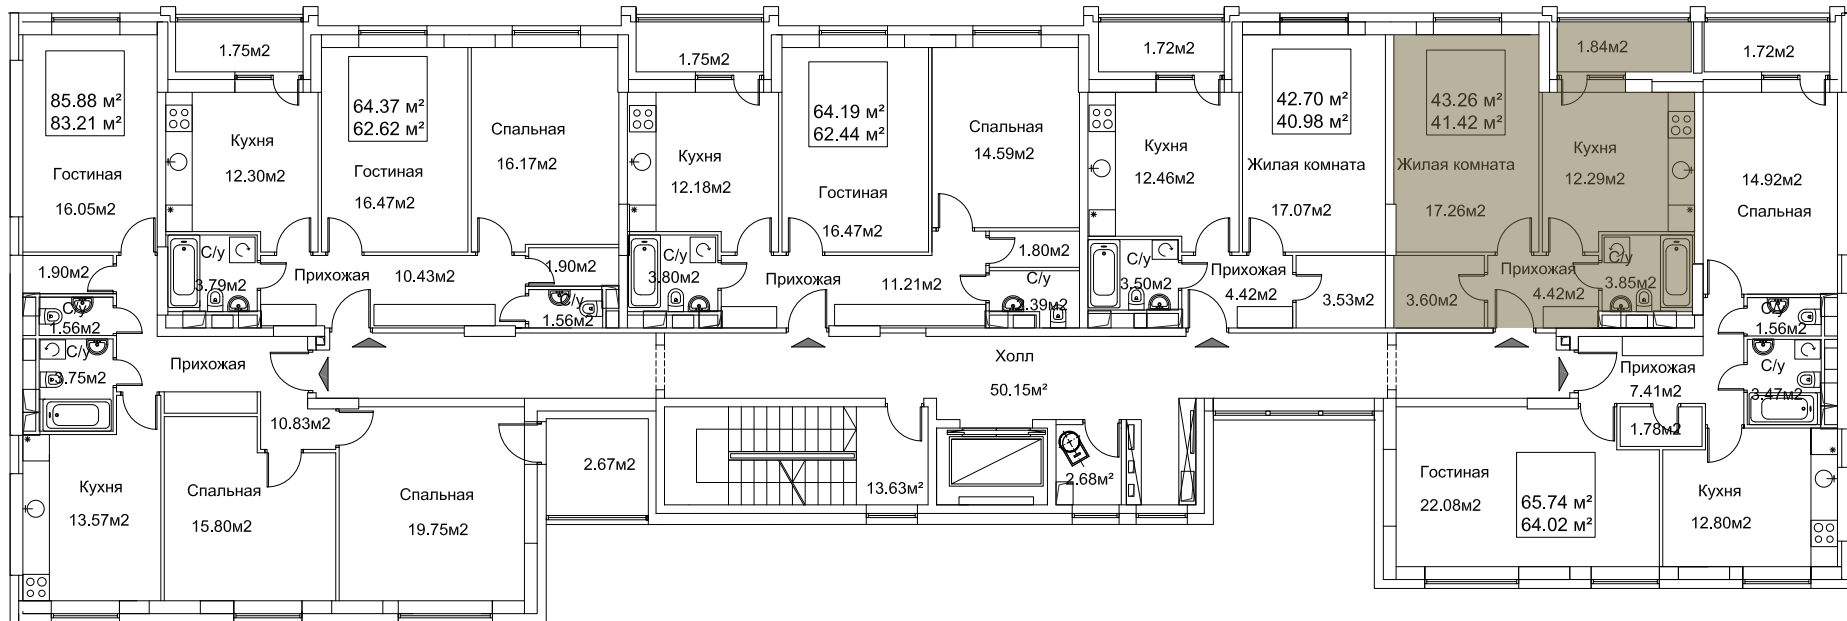 1.75м2
1.75м2
1.72м2
1.84м2
1.72м2
85.88 м²
83.21 м²
Гостиная
16.05м2
Кухня
12.30м2
64.37 м²
62.62 м²
Гостиная
16.47м2
Спальная
16.17м2
Кухня
12.18м2
64.19 м²
62.44 м²
Гостиная
16.47м2
Спальная
14.59м2
Кухня
12.46м2
42.70 м²
40.98 м²
Жилая комната
17.07м2
43.26 м²
41.42 м²
Жилая комната
17.26м2
Кухня
12.29м2
14.92м2
Спальная
1.90м2
С/у
3.79м2
Прихожая
10.43м2
1.90м2
С/у
1.56м2
С/у
3.80м2
Прихожая
11.21м2
1.80м2
С/у
.39м2
С/у
3.50м2
Прихожая
4.42м2
3.53м2
3.60м2
Прихожая
4.42м2
С/у
3.85м2
С/у
1.56м2
С/у
.75м2
Прихожая
10.83м2
Холл
50.15м²
С/у
1.56м2
Прихожая
7.41м2
С/у
3.47м2
1.78м2
Кухня
13.57м2
Спальная
15.80м2
Спальная
19.75м2
2.67м2
13.63м²
2.68м²
Гостиная
22.08м2
65.74 м²
64.02 м²
Кухня
12.80м2